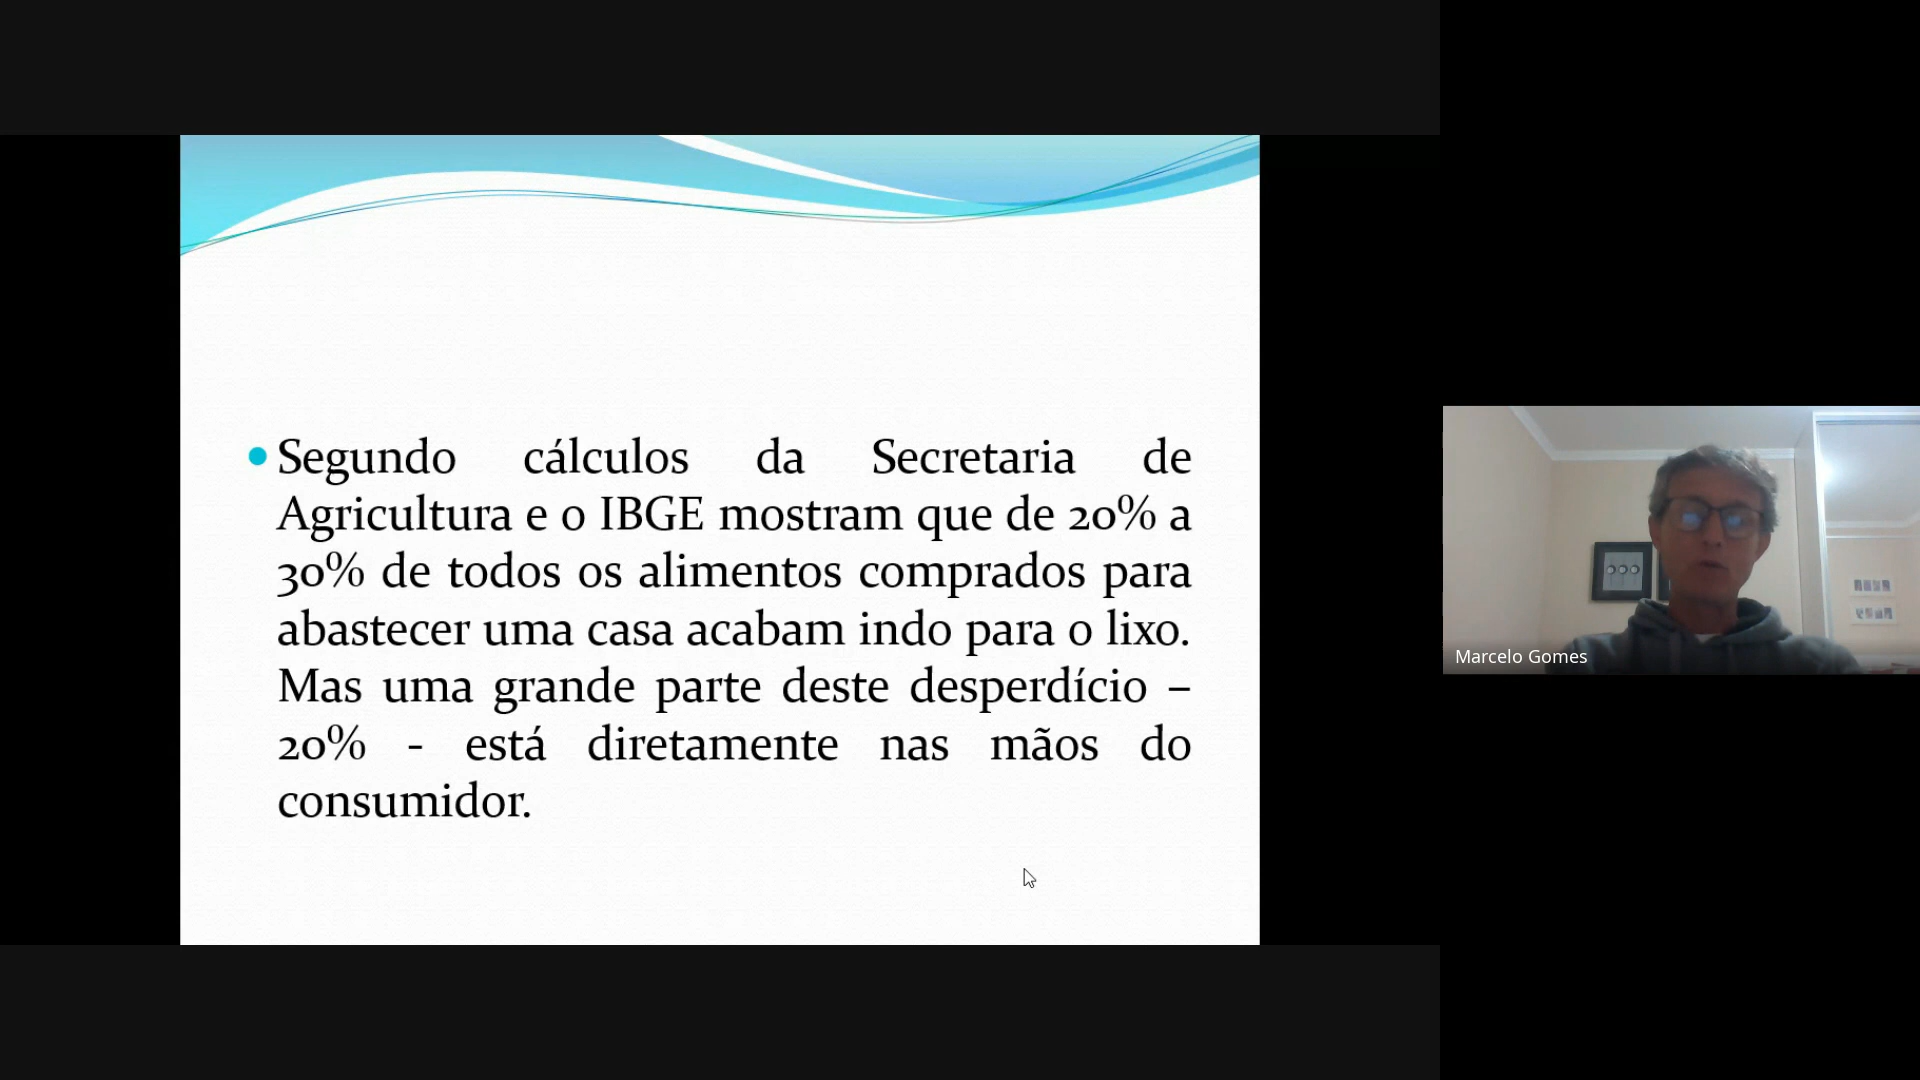 Segundo cálculos da Secretaria de
Agricultura e o IBGE mostram que de 20% a
30% de todos os alimentos comprados para
abastecer uma casa acabam indo para o lixo.
Mas uma grande parte deste desperdício –
20% - está diretamente nas mãos do
consumidor.
Marcelo Gomes